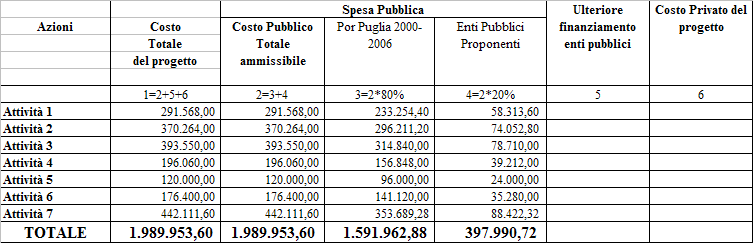 Spesa Pubblica
Azioni Costo Totale del progetto Costo Pubblico Totale ammissibile Por Puglia 2000-2006 Enti Pubblici Proponenti Ulteriore finanziamento enti pubblici Costo Privato del progetto
1=2+5+6 2=3+4 3=2*80% 4=2*20% 5 6
Attività 1 291.568,00 291.568,00 233.254,40 58.313,60
Attività 2 370.264,00 370.264,00 296.211,20 74.052,80
Attività 3 393.550,00 393.550,00 314.840,00 78.710,00
Attività 4 196.060,00 196.060,00 156.848,00 39.212,00
Attività 5 120.000,00 120.000,00 96.000,00 24.000,00
Attività 6 176.400,00 176.400,00 141.120,00 35.280,00
Attività 7 442.111,60 442.111,60 353.689,28 88.422,32
TOTALE 1.989.953,60 1.989.953,60 1.591.962,88 397.990,72